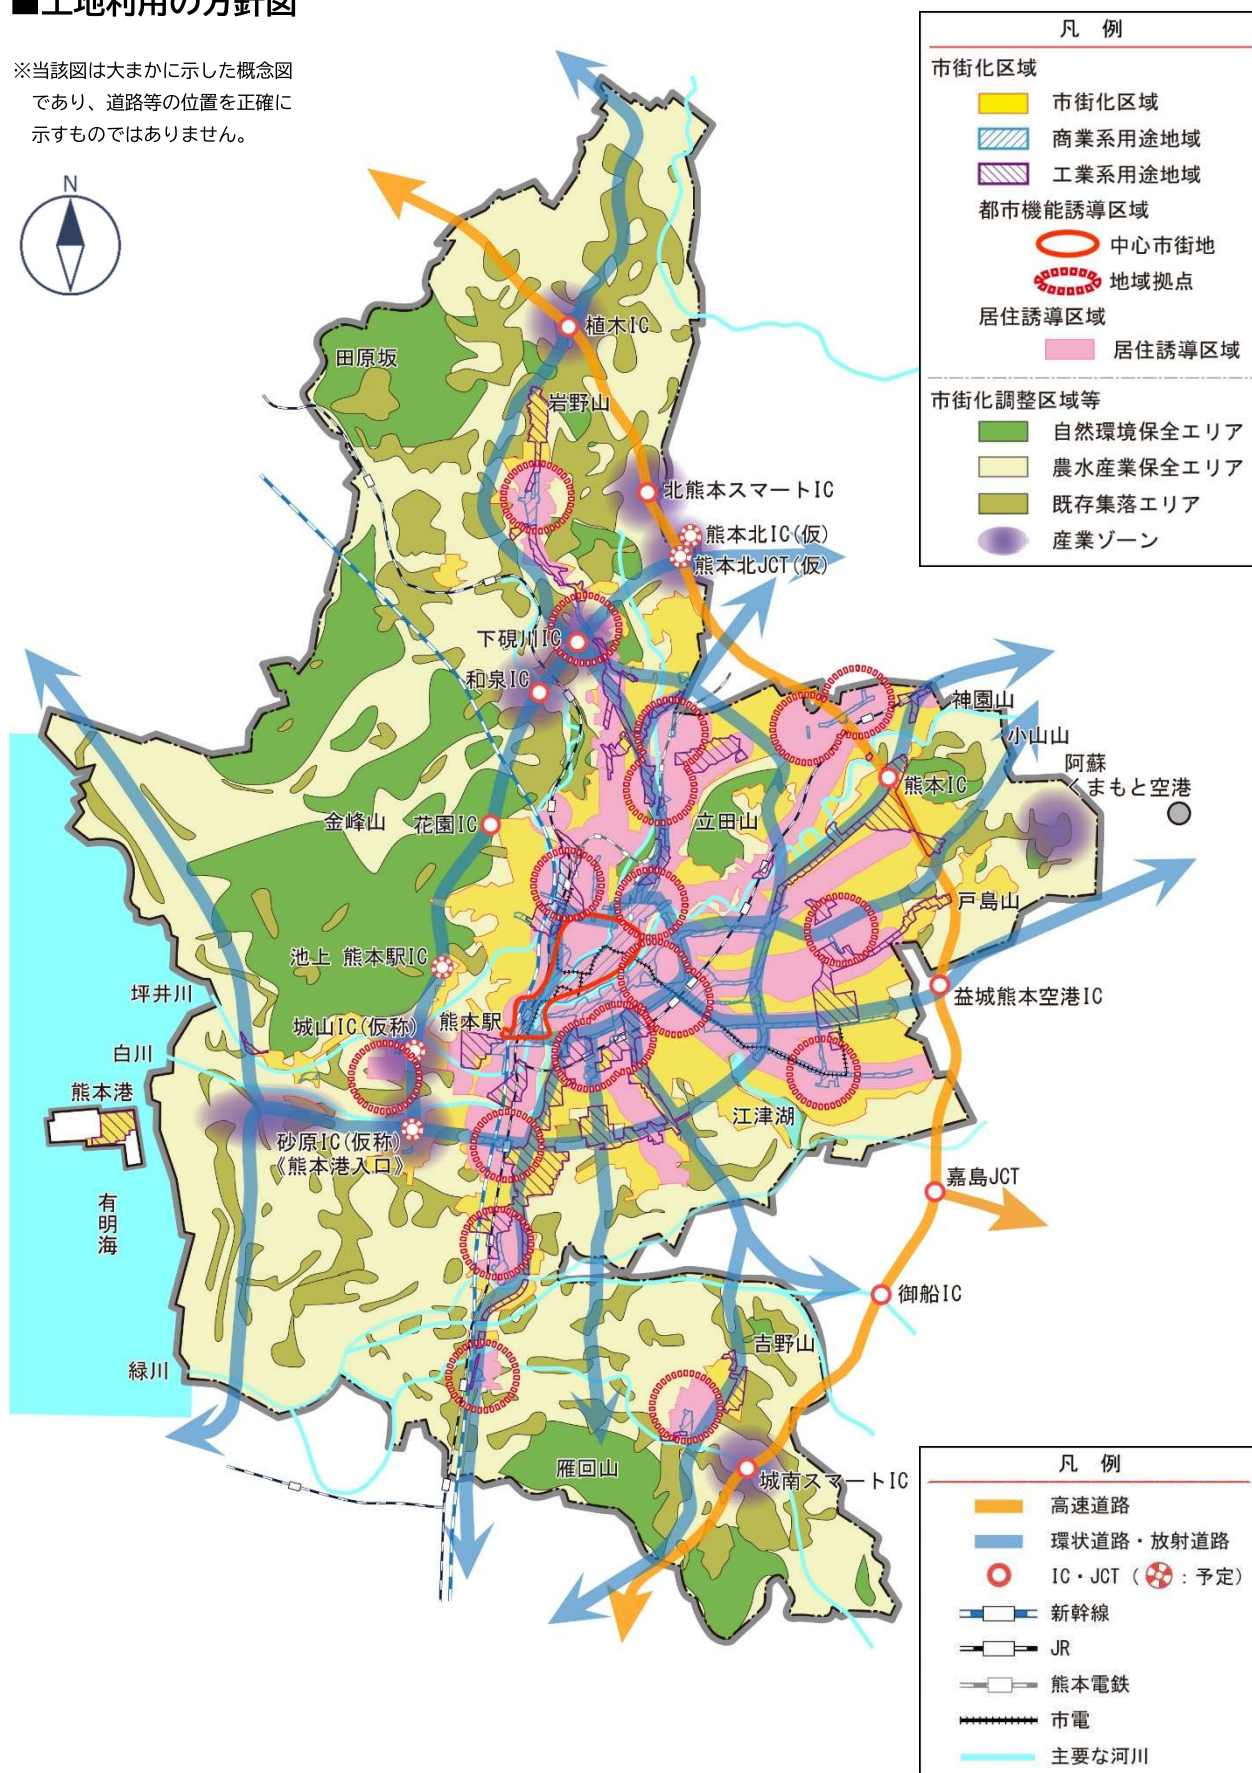 ■土地利用の方針図
※当該図は大まかに示した概念図
であり、道路等の位置を正確に
示すものではありません。
N
凡 例
市街化区域
市街化区域
商業系用途地域
工業系用途地域
都市機能誘導区域
中心市街地
地域拠点
居住誘導区域
居住誘導区域
市街化調整区域等
自然環境保全エリア
農水産業保全エリア
既存集落エリア
産業ゾーン
植木IC
田原坂
岩野山
北熊本スマートIC
熊本北IC(仮)
熊本北JCT(仮)
下硯川IC
和泉IC
神園山
小山山
阿蘇
くまもと空港
熊本IC
金峰山
花園IC
立田山
戸島山
池上 熊本駅IC
益城熊本空港IC
坪井川
城山IC(仮称)
熊本駅
白川
熊本港
江津湖
砂原IC(仮称)
《熊本港入口》
嘉島JCT
有明海
御船IC
吉野山
緑川
雁回山
城南スマートIC
凡 例
高速道路
環状道路・放射道路
IC・JCT ( : 予定)
新幹線
JR
熊本電鉄
市電
主要な河川